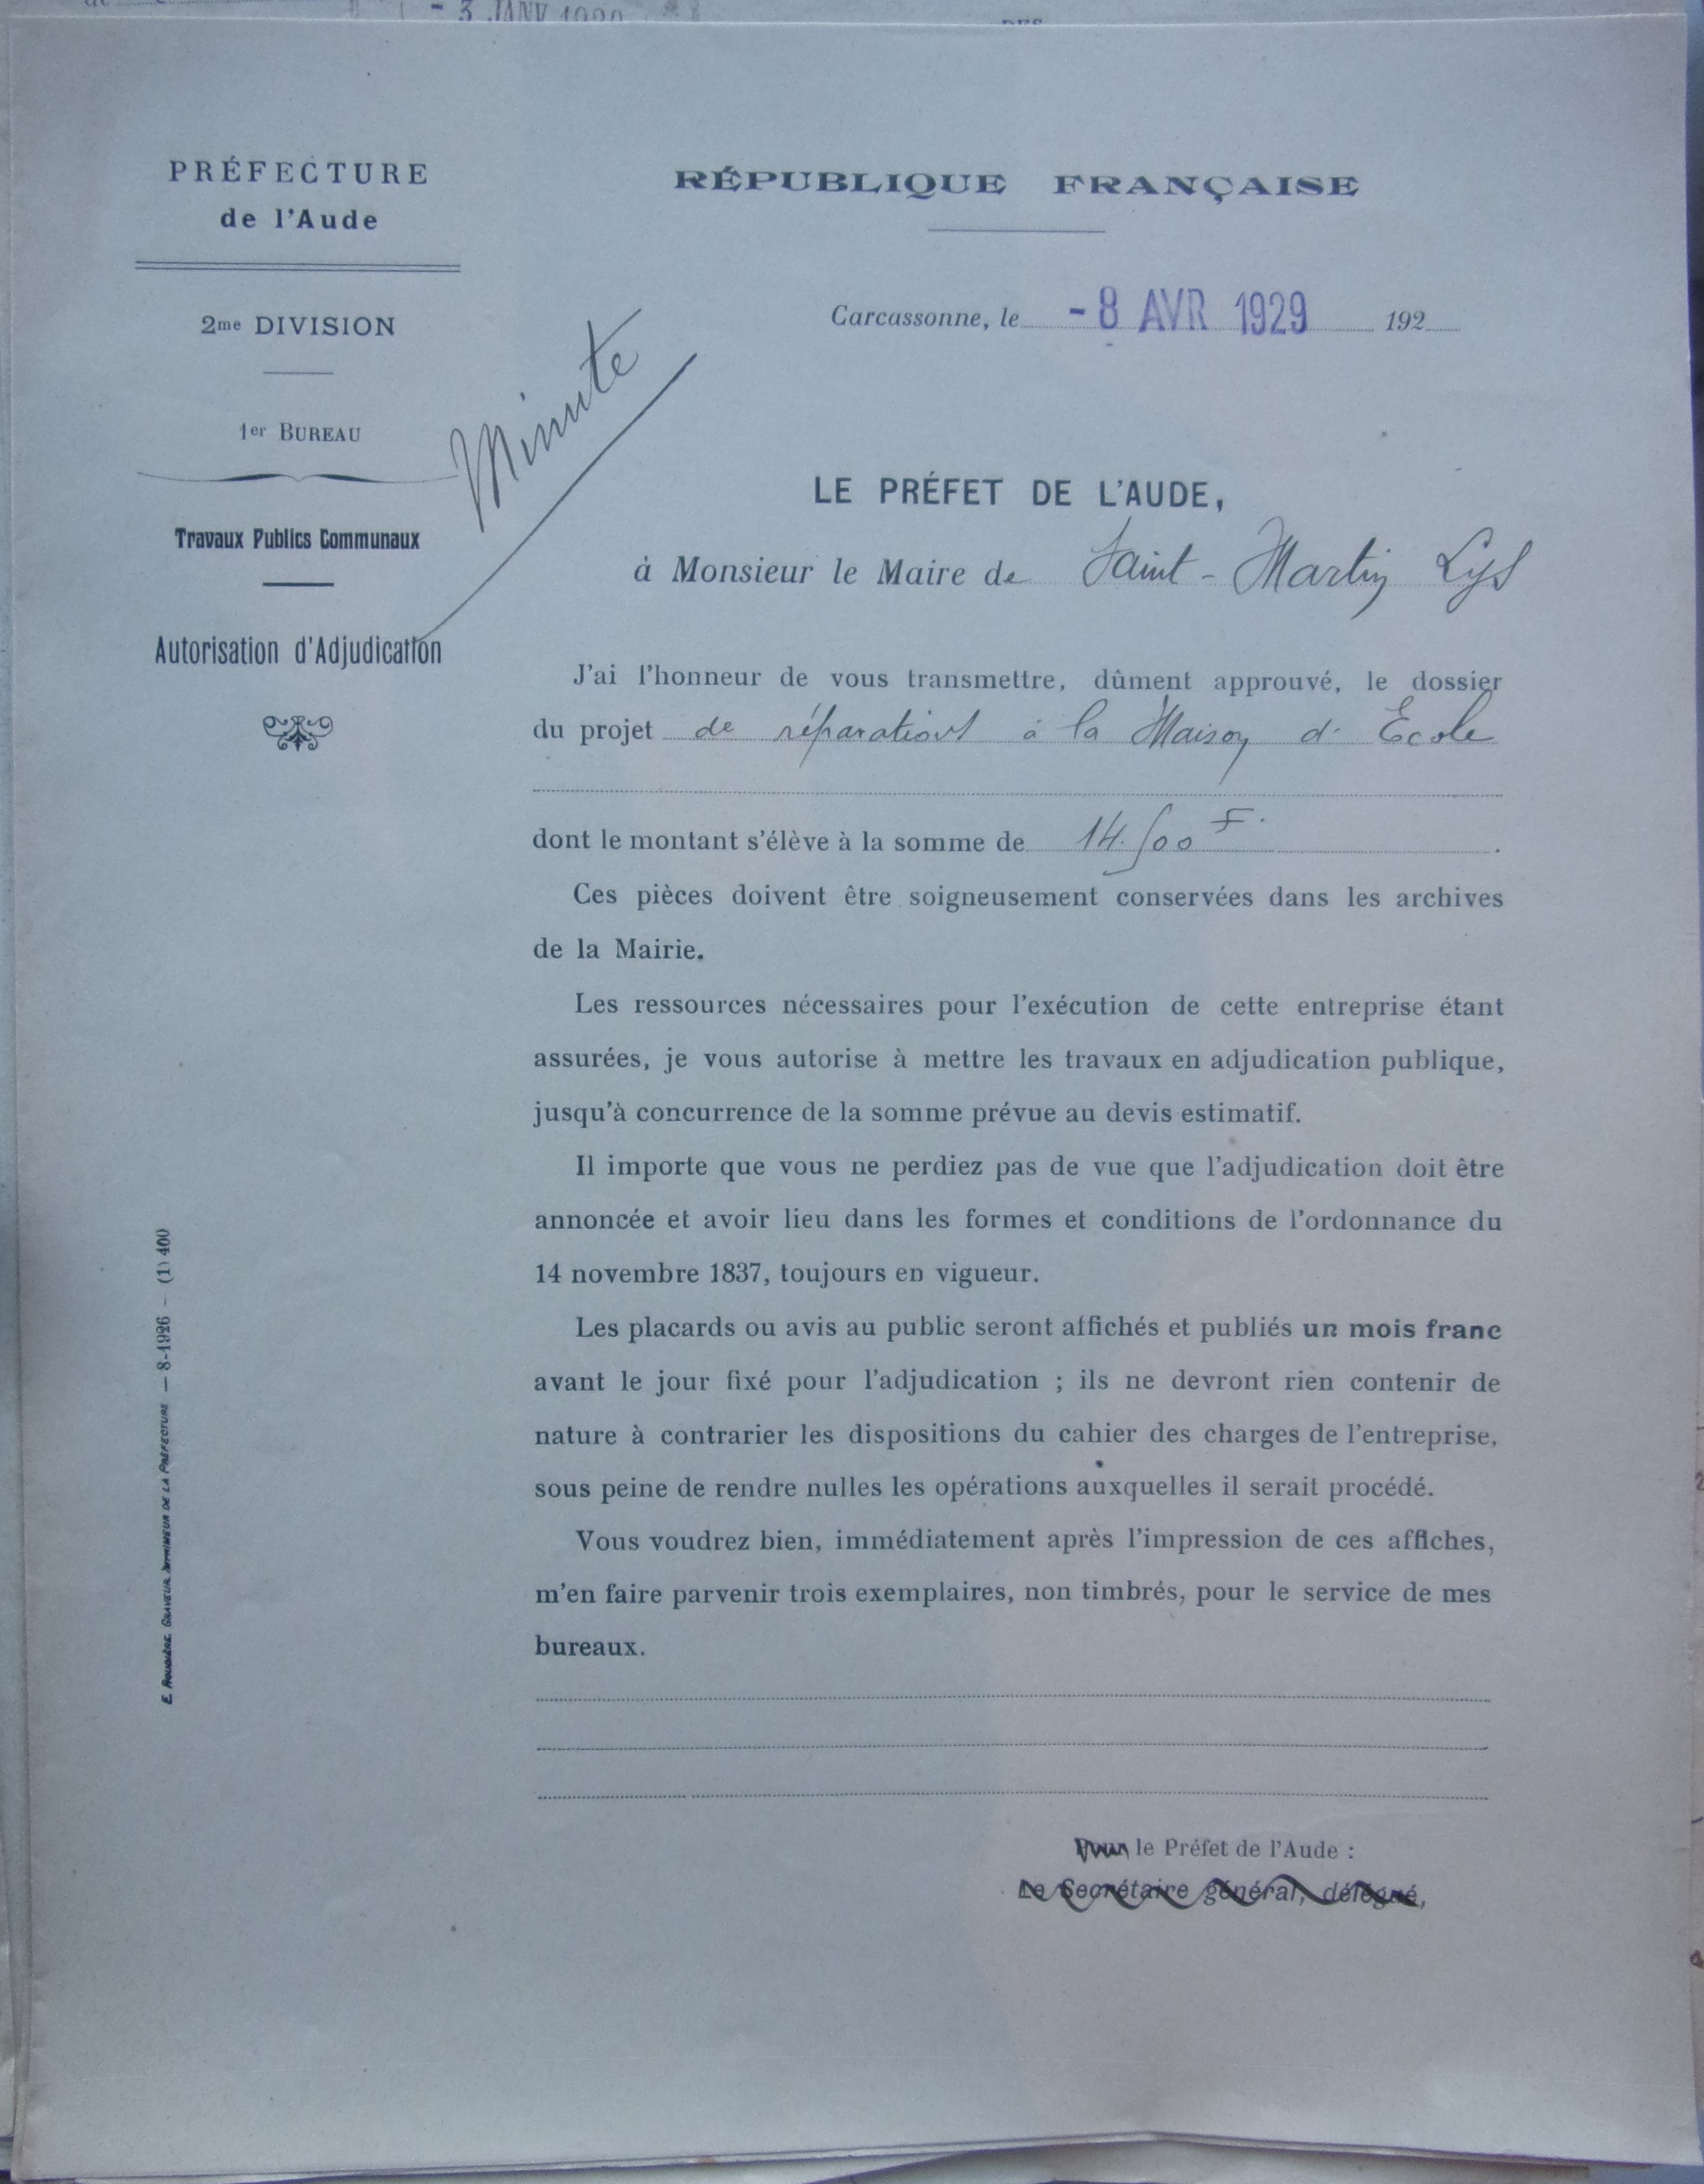 - 3 JANV
PRÉFECTURE
de l'Aude
2me DIVISION
1er BUREAU
Travaux Publics Communaux
Autorisation d'Adjudication
Minute
RÉPUBLIQUE FRANÇAISE
Carcassonne, le - 8 AVR 1929 192
LE PRÉFET DE L'AUDE,
à Monsieur le Maire de Saint-Martin Lys
J'ai l'honneur de vous transmettre, dûment approuvé, le dossier
du projet de réparations à la Maison d' École
dont le montant s'élève à la somme de 14.500 F.
Ces pièces doivent être soigneusement conservées dans les archives
de la Mairie.
Les ressources nécessaires pour l'exécution de cette entreprise étant
assurées, je vous autorise à mettre les travaux en adjudication publique,
jusqu'à concurrence de la somme prévue au devis estimatif.
Il importe que vous ne perdiez pas de vue que l'adjudication doit être
annoncée et avoir lieu dans les formes et conditions de l'ordonnance du
14 novembre 1837, toujours en vigueur.
Les placards ou avis au public seront affichés et publiés un mois franc
avant le jour fixé pour l'adjudication ; ils ne devront rien contenir de
nature à contrarier les dispositions du cahier des charges de l'entreprise,
sous peine de rendre nulles les opérations auxquelles il serait procédé.
Vous voudrez bien, immédiatement après l'impression de ces affiches,
m'en faire parvenir trois exemplaires, non timbrés, pour le service de mes
bureaux.
Pour le Préfet de l'Aude :
Le Secrétaire général, délégué,
E. ROUDIÈRE. GRAVEUR IMPRIMEUR DE LA PRÉFECTURE — 8-1926 — (1) 400